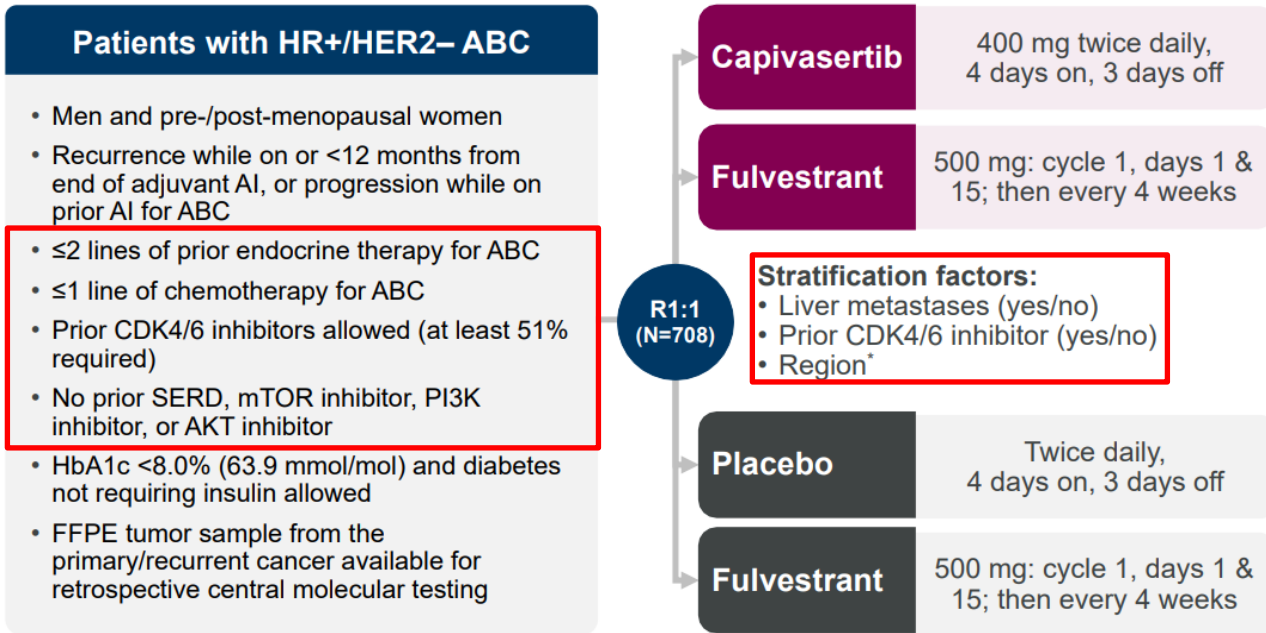 Patients with HR+/HER2– ABC
• Men and pre-/post-menopausal women
• Recurrence while on or <12 months from
end of adjuvant AI, or progression while on
prior AI for ABC
• ≤2 lines of prior endocrine therapy for ABC
• ≤1 line of chemotherapy for ABC
• Prior CDK4/6 inhibitors allowed (at least 51%
required)
• No prior SERD, mTOR inhibitor, PI3K
inhibitor, or AKT inhibitor
• HbA1c <8.0% (63.9 mmol/mol) and diabetes
not requiring insulin allowed
• FFPE tumor sample from the
primary/recurrent cancer available for
retrospective central molecular testing
R1:1
(N=708)
Capivasertib
400 mg twice daily,
4 days on, 3 days off
Fulvestrant
500 mg: cycle 1, days 1 &
15; then every 4 weeks
Stratification factors:
• Liver metastases (yes/no)
• Prior CDK4/6 inhibitor (yes/no)
• Region*
Placebo
Twice daily,
4 days on, 3 days off
Fulvestrant
500 mg: cycle 1, days 1 &
15; then every 4 weeks